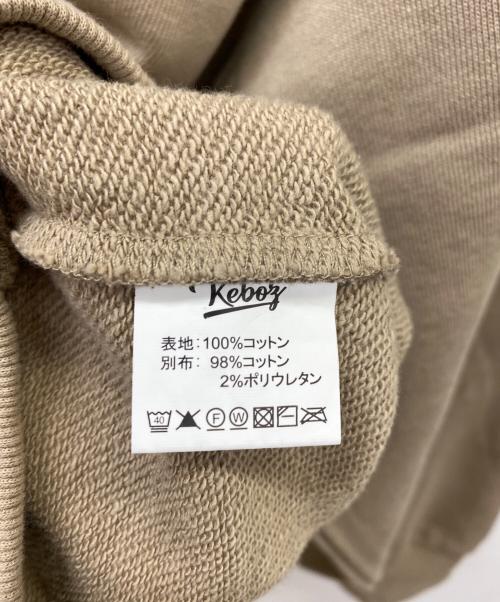 Keboz
表地:100%コットン
別布: 98%コットン
2%ポリウレタン
40 F W